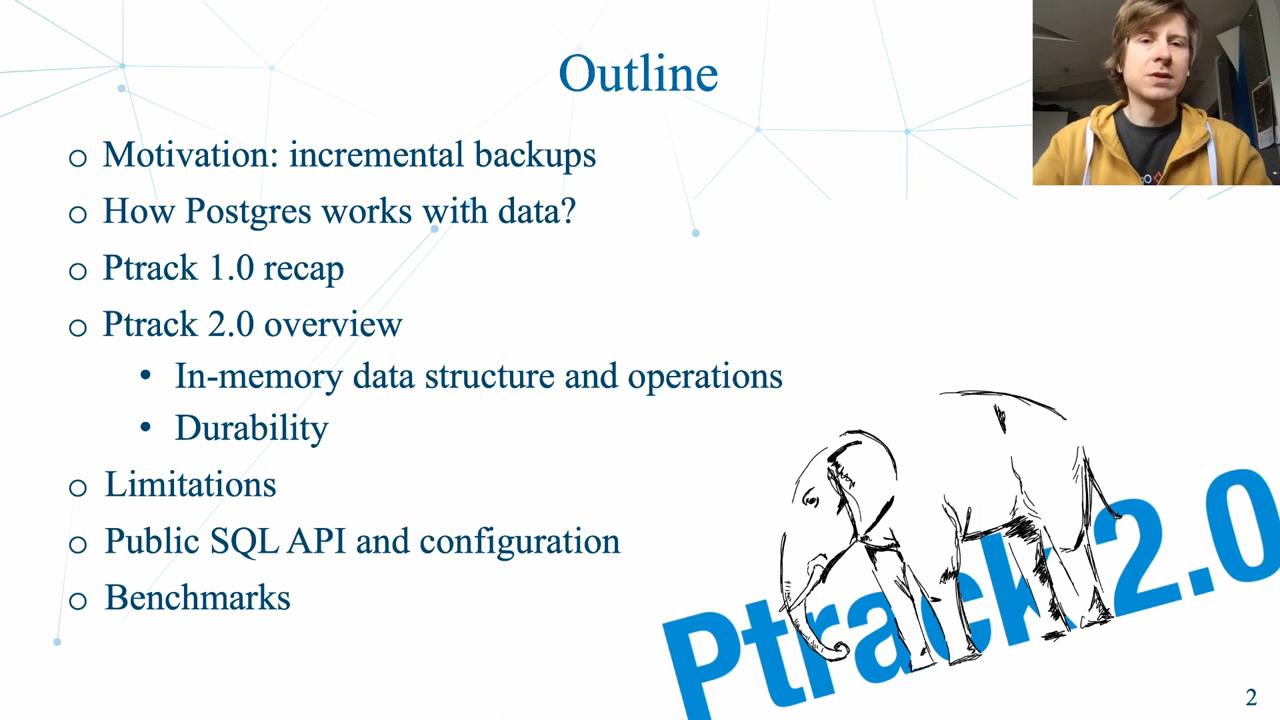 Outline
Motivation: incremental backups
How Postgres works with data?
Ptrack 1.0 recap
Ptrack 2.0 overview
In-memory data structure and operations
Durability
Limitations
Public SQL API and configuration
Benchmarks
Ptrack 2.0
2